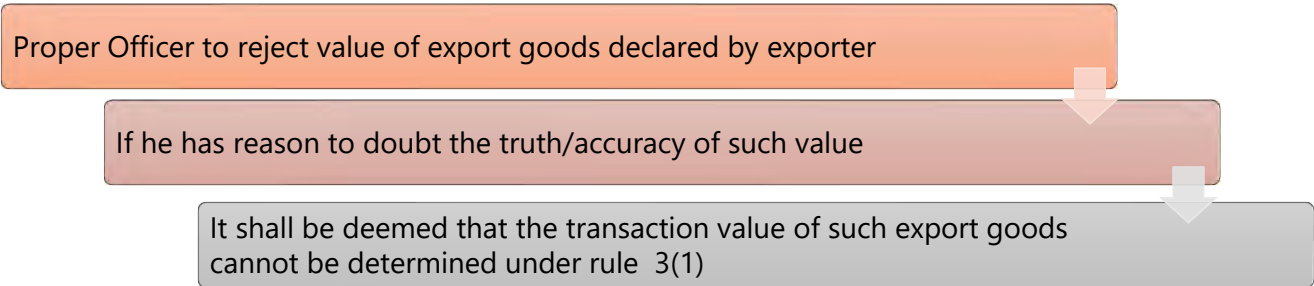 Proper Officer to reject value of export goods declared by exporter
If he has reason to doubt the truth/accuracy of such value
It shall be deemed that the transaction value of such export goods
cannot be determined under rule 3(1)